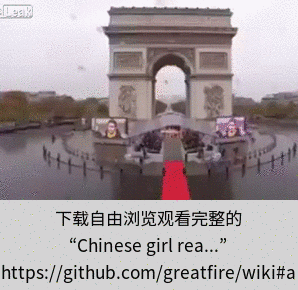 Leak
下载自由浏览观看完整的
“Chinese girl rea...”
https://github.com/greatfire/wiki#a